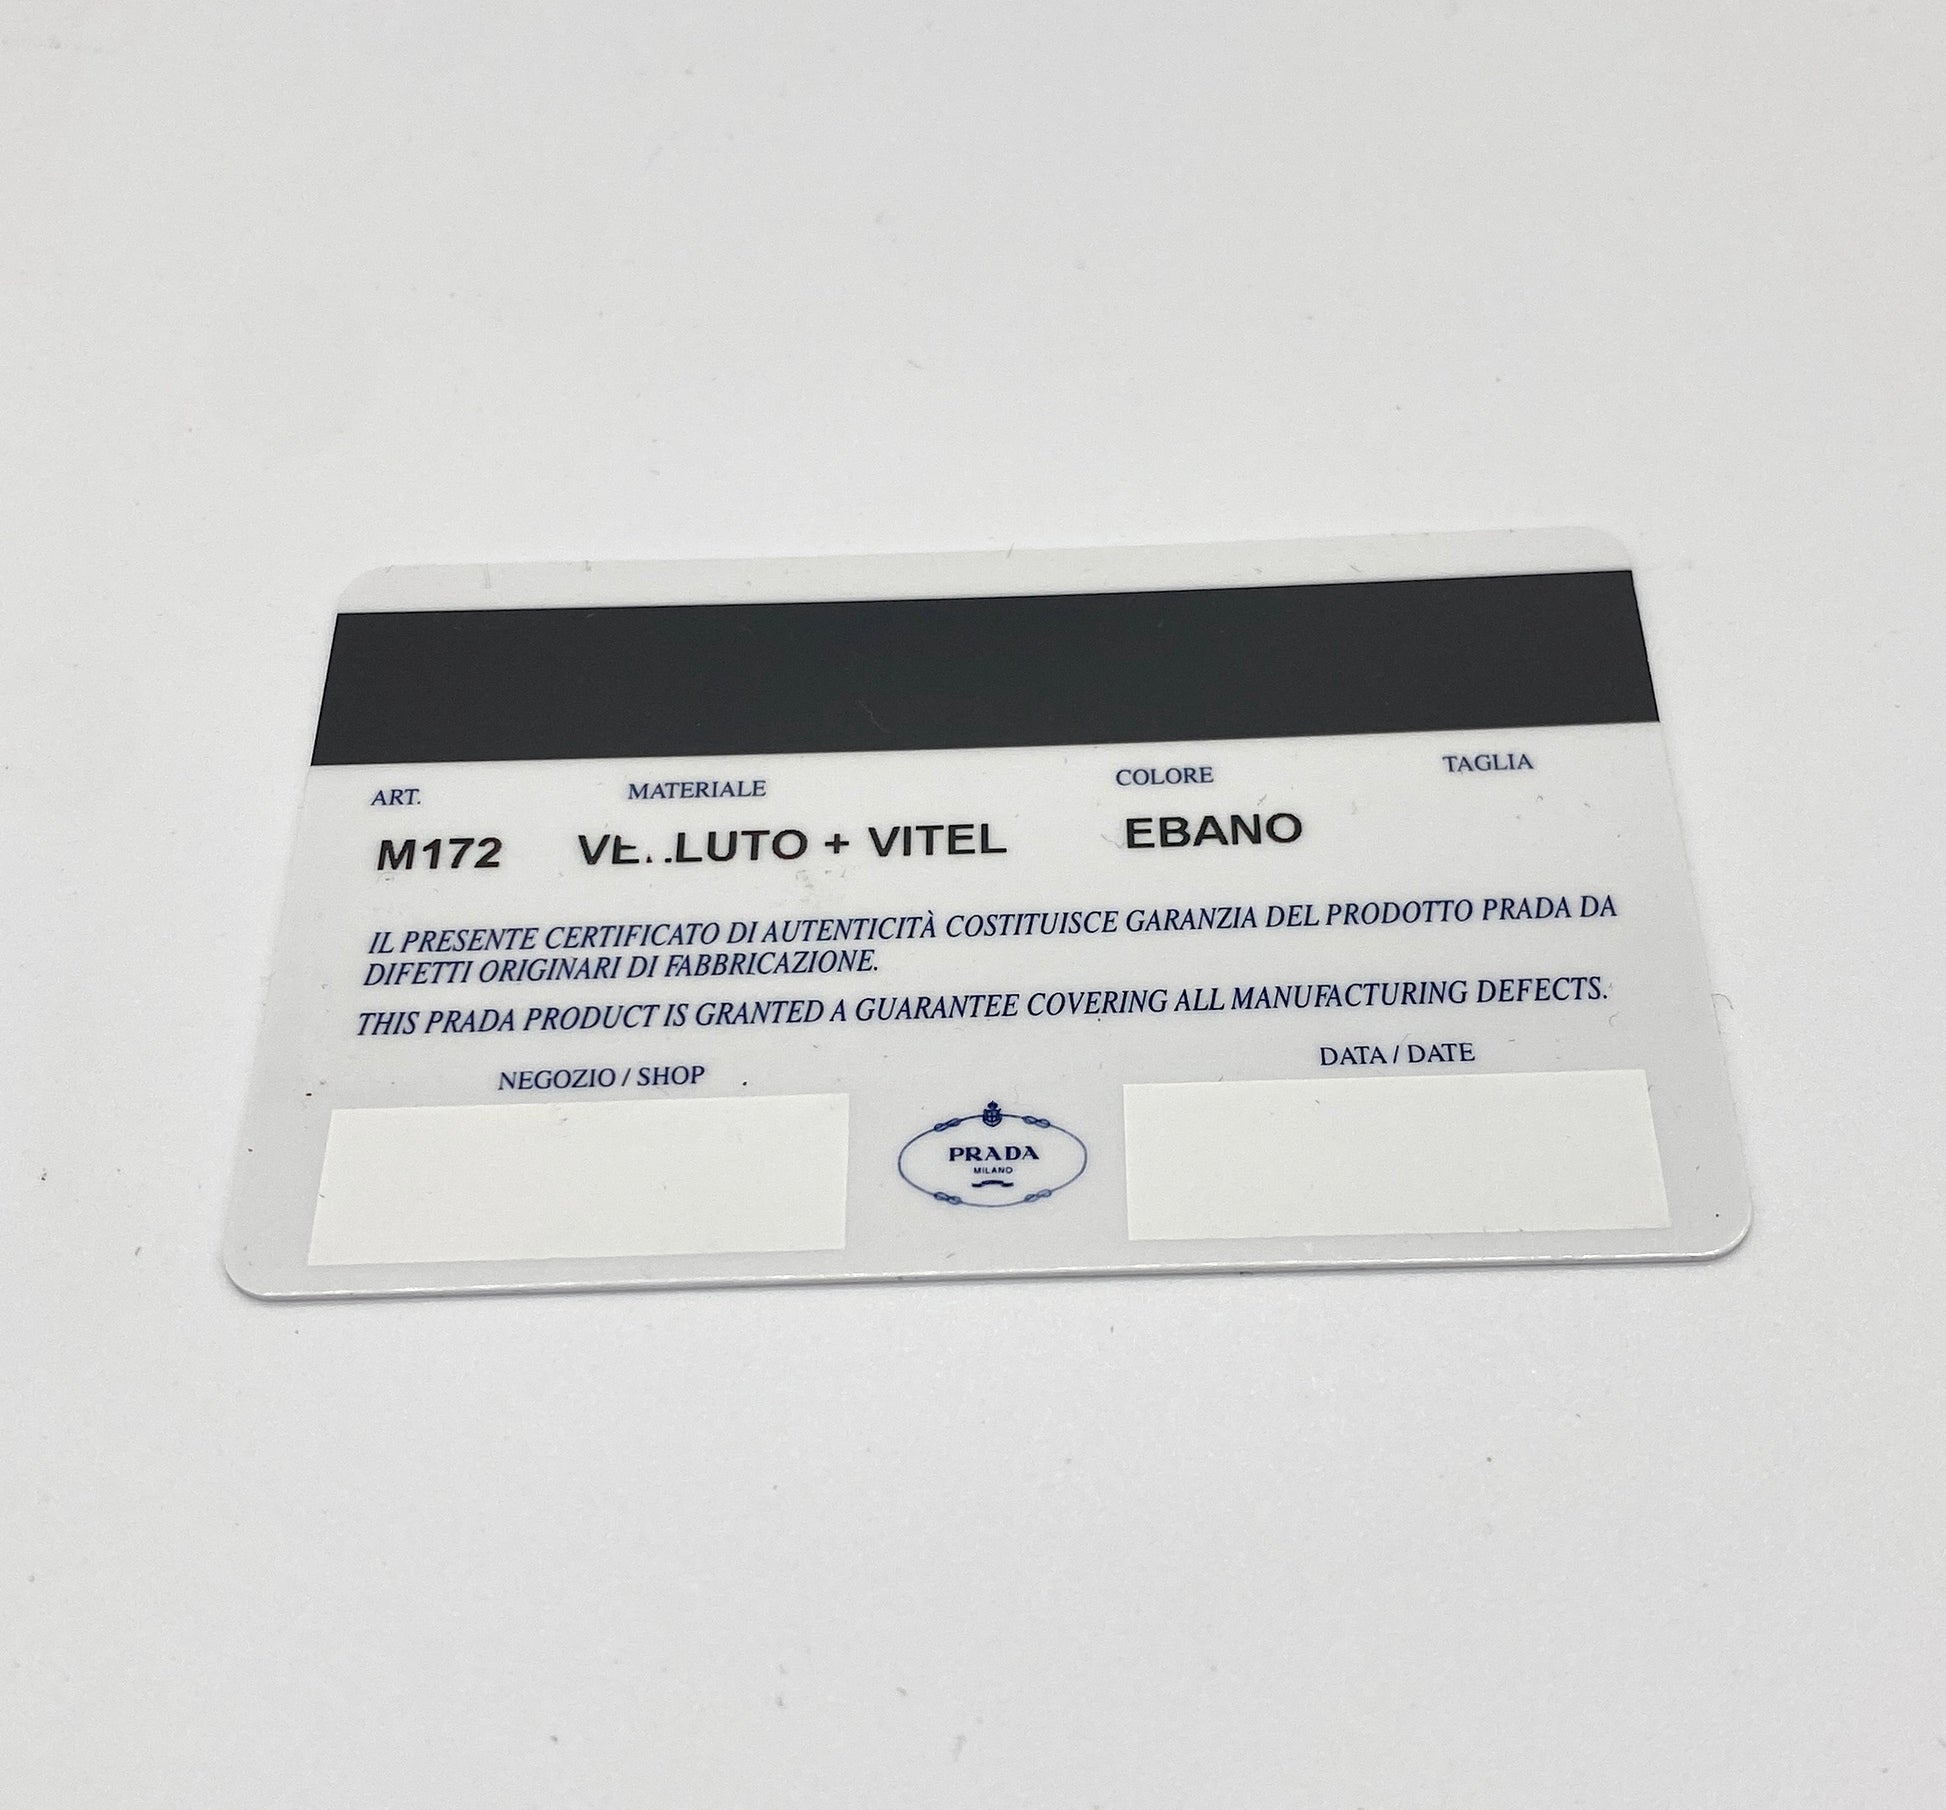 ART. MATERIALE COLORE TAGLIA
M172 + VITEL EBANO
IL PRESENTE CERTIFICATO DI AUTENTICITÀ COSTITUISCE GARANZIA DEL PRODOTTO PRADA DA
DIFETTI ORIGINARI DI FABBRICAZIONE.
THIS PRADA PRODUCT IS GRANTED A GUARANTEE COVERING ALL MANUFACTURING DEFECTS.
NEGOZIO / SHOP DATA / DATE
PRADA
MILANO